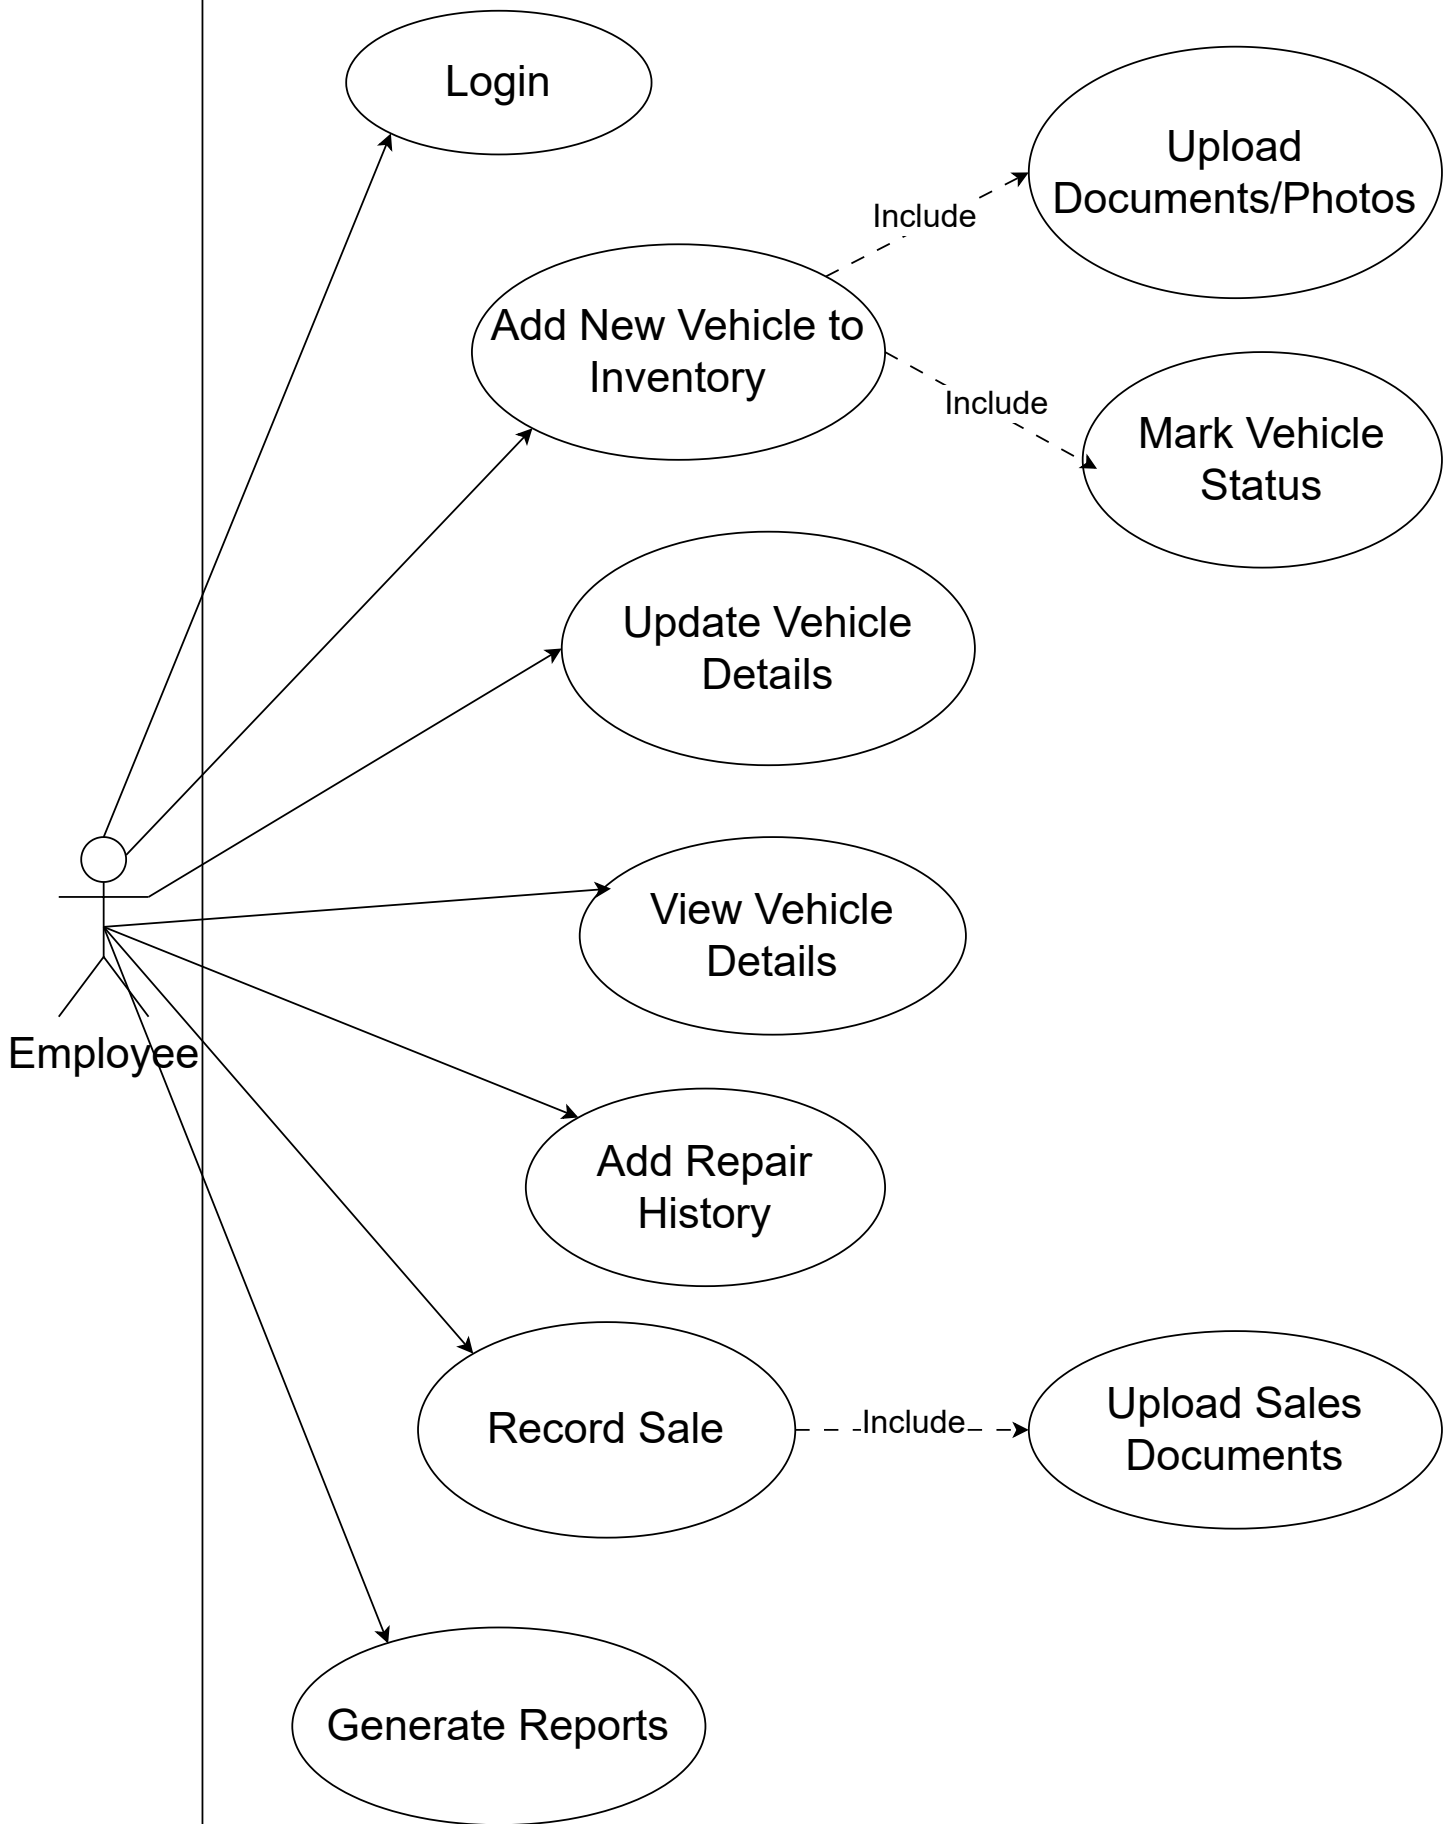 Login
Upload
Documents/Photos
Include
Add New Vehicle to
Inventory
Include
Mark Vehicle
Status
Update Vehicle
Details
View Vehicle
Details
Employee
Add Repair
History
Record Sale
Include
Upload Sales
Documents
Generate Reports